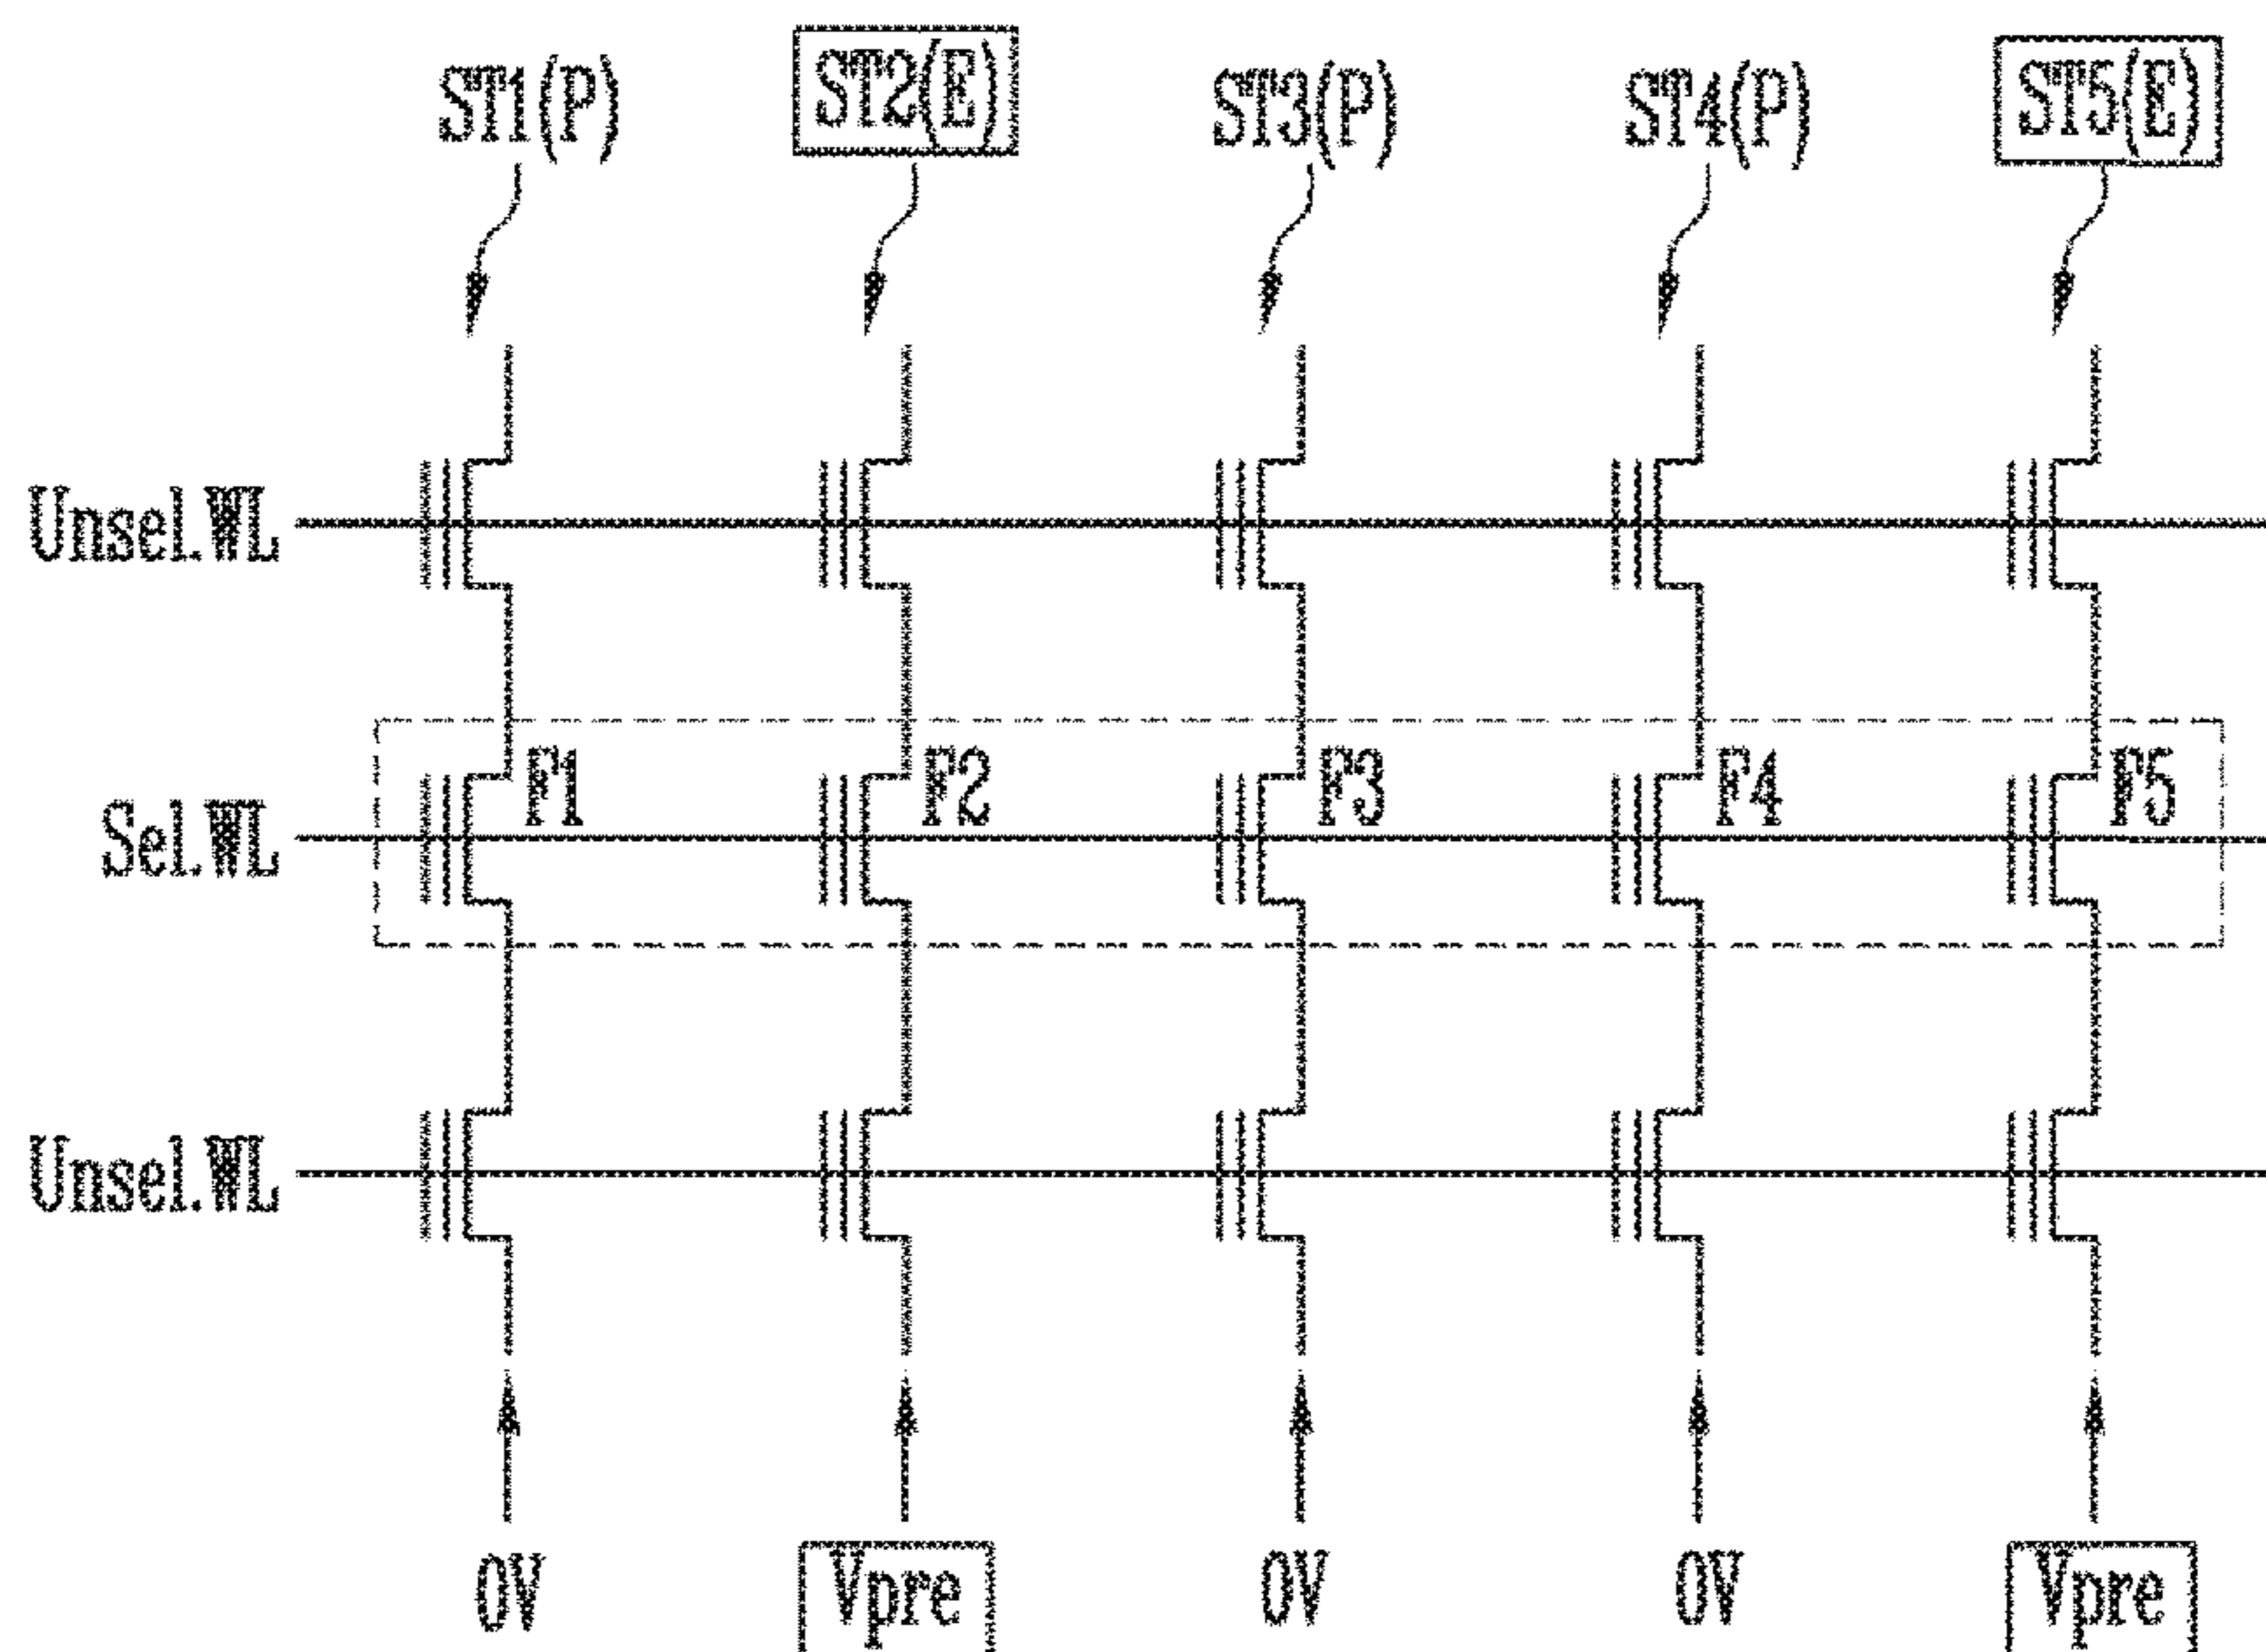 ST1(P) ST2(E) ST3(P) ST4(P) ST5(E)
Unsel.WL
F1 F2 F3 F4 F5
Sel.WL
Unsel.WL
0V Vpre 0V 0V Vpre